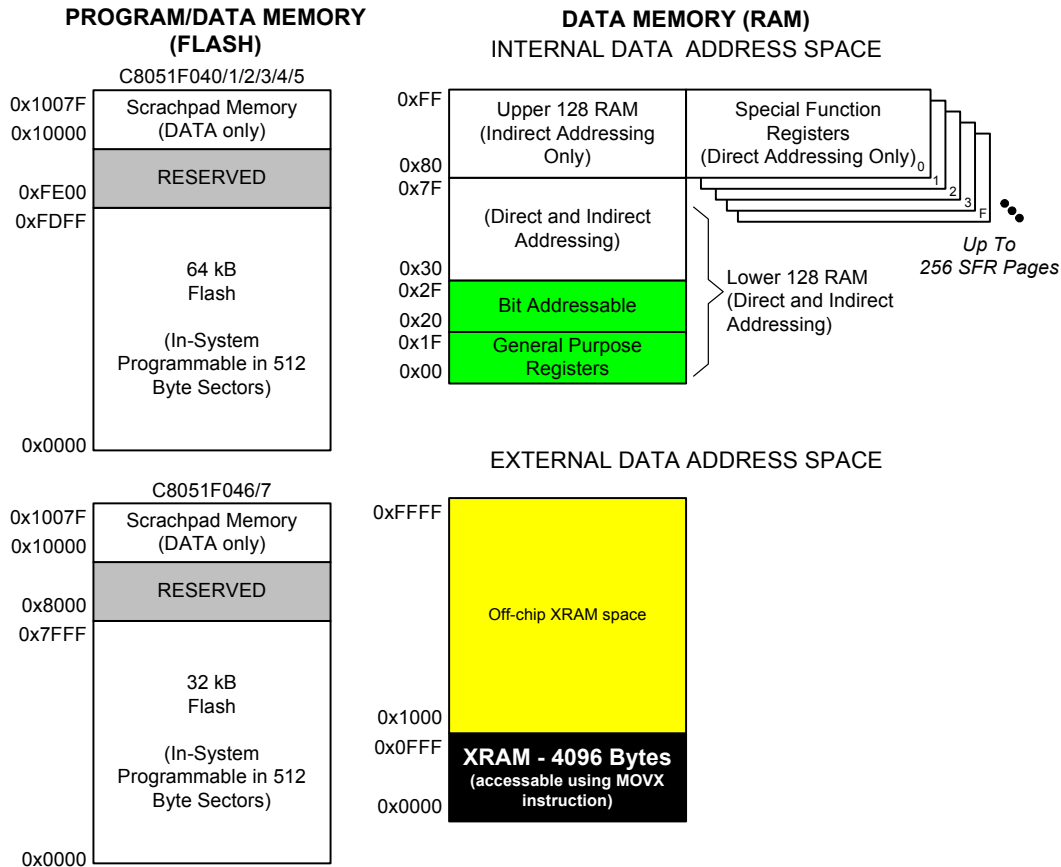 PROGRAM/DATA MEMORY
(FLASH)
C8051F040/1/2/3/4/5
0x1007F
0x10000
Scrachpad Memory
(DATA only)
RESERVED
0xFE00
0xFDFF
64 kB
Flash
(In-System
Programmable in 512
Byte Sectors)
0x0000
C8051F046/7
0x1007F
0x10000
Scrachpad Memory
(DATA only)
RESERVED
0x8000
0x7FFF
32 kB
Flash
(In-System
Programmable in 512
Byte Sectors)
0x0000
DATA MEMORY (RAM)
INTERNAL DATA ADDRESS SPACE
0xFF
Upper 128 RAM
(Indirect Addressing
Only)
0x80
Special Function
Registers
(Direct Addressing Only)
0
1
2
3
F
Up To
256 SFR Pages
0x7F
(Direct and Indirect
Addressing)
0x30
0x2F
Bit Addressable
0x20
0x1F
General Purpose
Registers
0x00
Lower 128 RAM
(Direct and Indirect
Addressing)
EXTERNAL DATA ADDRESS SPACE
0xFFFF
Off-chip XRAM space
0x1000
0x0FFF
XRAM - 4096 Bytes
(accessable using MOVX
instruction)
0x0000